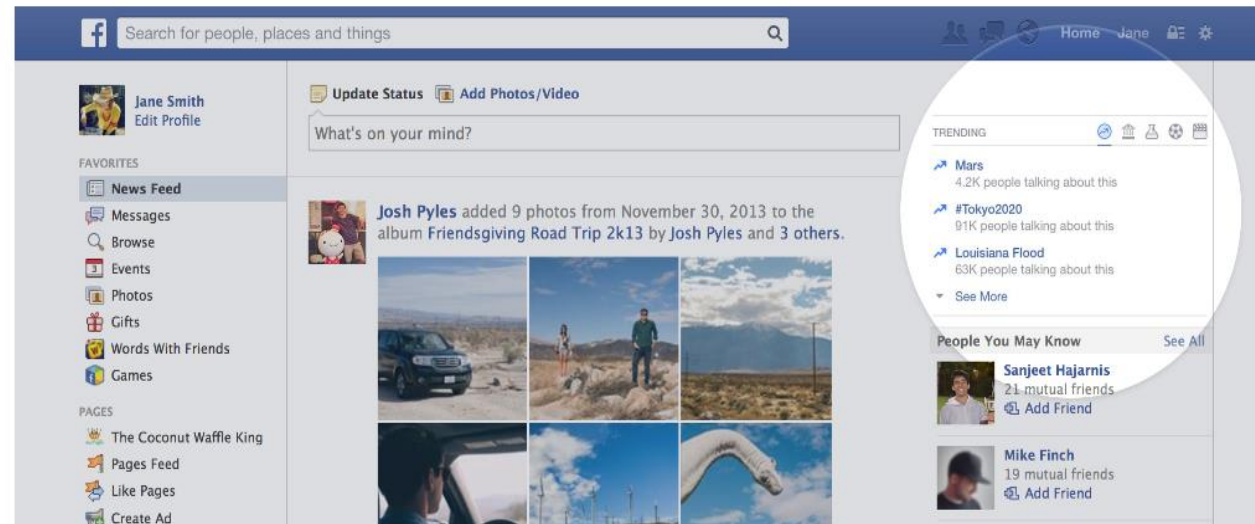 f
Search for people, places and things
Home Jane
Jane Smith
Edit Profile
FAVORITES
News Feed
Messages
Browse
3 Events
Photos
Gifts
Words With Friends
Games
PAGES
The Coconut Waffle King
Pages Feed
Like Pages
Create Ad
Update Status Add Photos/Video
What's on your mind?
Josh Pyles added 9 photos from November 30, 2013 to the
album Friendsgiving Road Trip 2k13 by Josh Pyles and 3 others.
TRENDING
Mars
4.2K people talking about this
#Tokyo2020
91K people talking about this
Louisiana Flood
63K people talking about this
See More
People You May Know See All
Sanjeet Hajarnis
21 mutual friends
Add Friend
Mike Finch
19 mutual friends
Add Friend